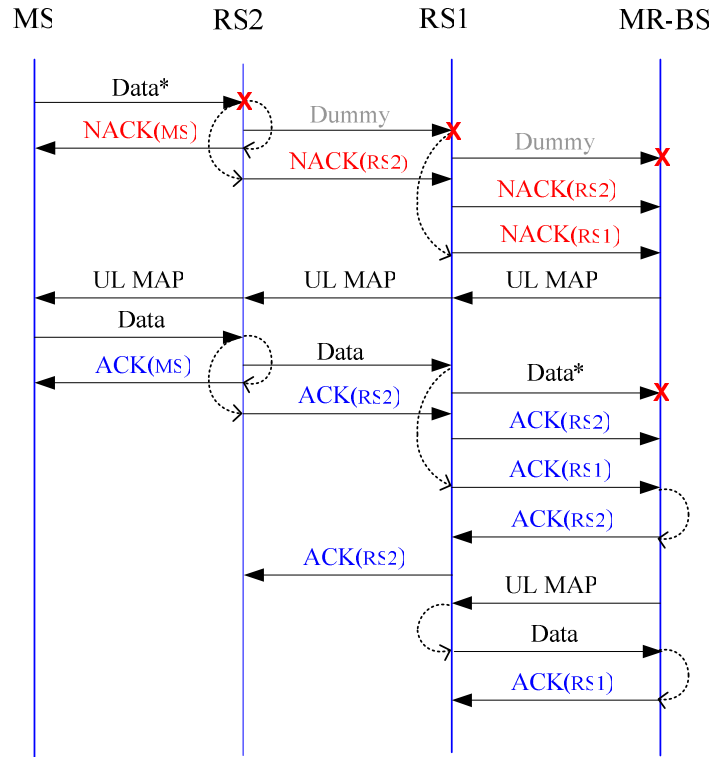 MS RS2 RS1 MR-BS
Data*
X
Dummy
X
NACK(MS)
Dummy
X
NACK(RS2)
NACK(RS2)
NACK(RS1)
UL MAP UL MAP UL MAP
Data
Data
ACK(MS)
Data*
X
ACK(RS2)
ACK(RS2)
ACK(RS1)
ACK(RS2)
ACK(RS2)
UL MAP
Data
ACK(RS1)